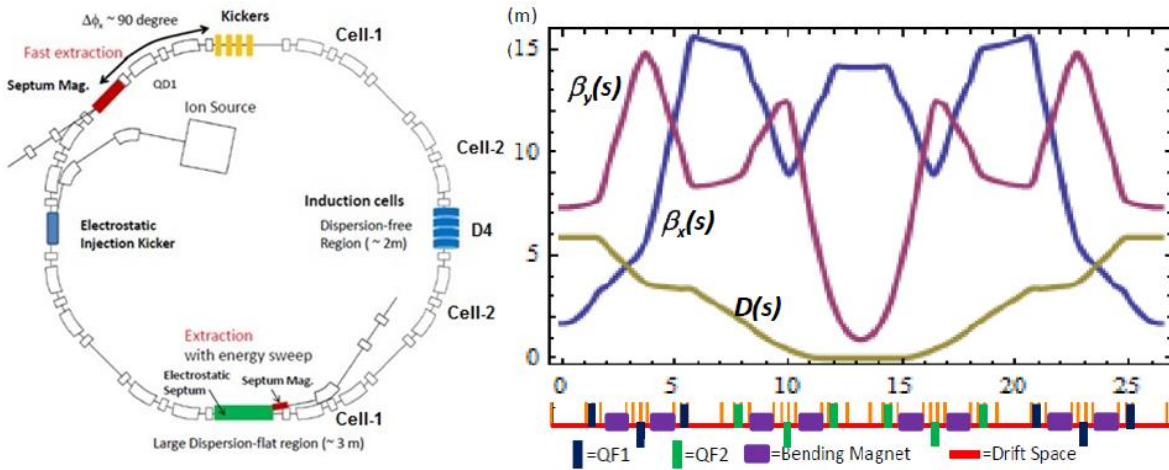 Δϕx ~ 90 degree
Kickers
Cell-1
Fast extraction
Septum Mag.
QD1
Ion Source
Cell-2
Induction cells
Dispersion-free
Region ( ~ 2m)
D4
Electrostatic
Injection Kicker
Cell-2
Extraction
with energy sweep
Electrostatic
Septum
Septum Mag.
Cell-1
Large Dispersion-flat region (~ 3 m)
(m)
(15
10
5
0
βy(s)
βx(s)
D(s)
0 5 10 15 20 25
=QF1 =QF2 =Bending Magnet =Drift Space